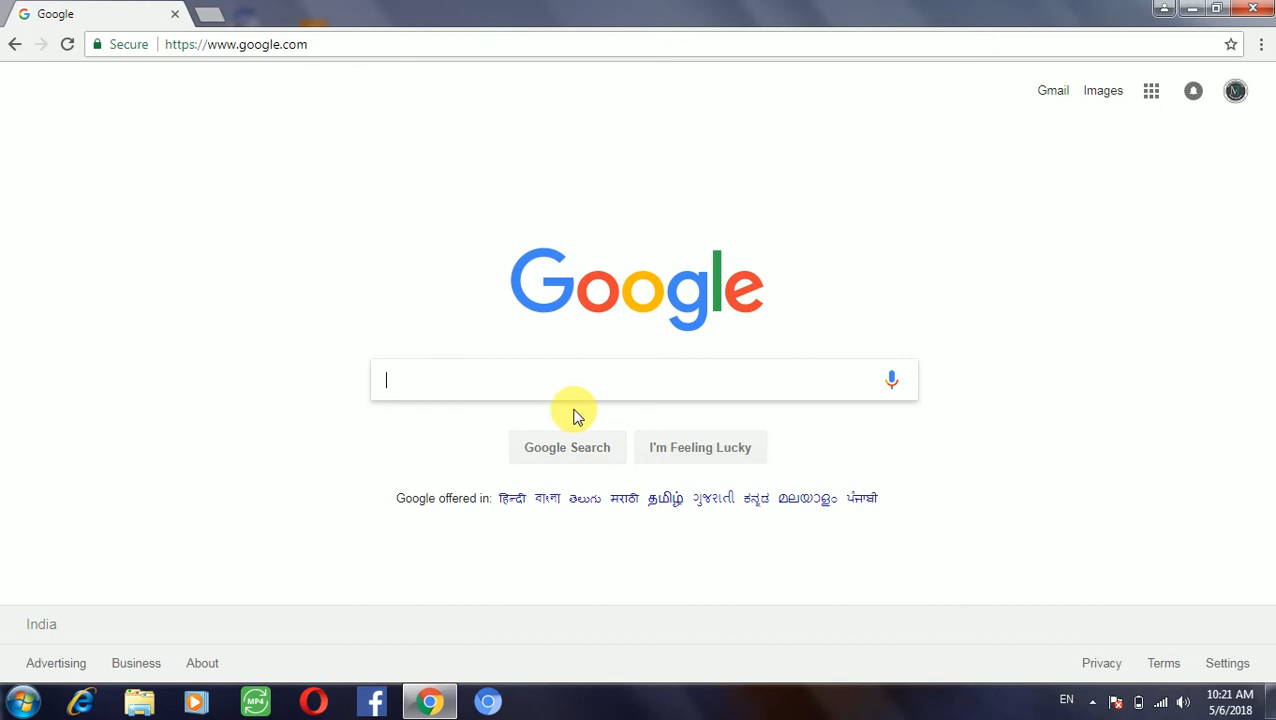 Google
Secure
https://www.google.com
Gmail Images
Google
Google Search I'm Feeling Lucky
Google offered in: हिन्दी বাংলা తెలుగు मराठी தமிழ் ગુજરાતી ಕನ್ನಡ മലയാളം ਪੰਜਾਬੀ
India
Advertising Business About Privacy Terms Settings
MP4
EN
10:21 AM
5/6/2018